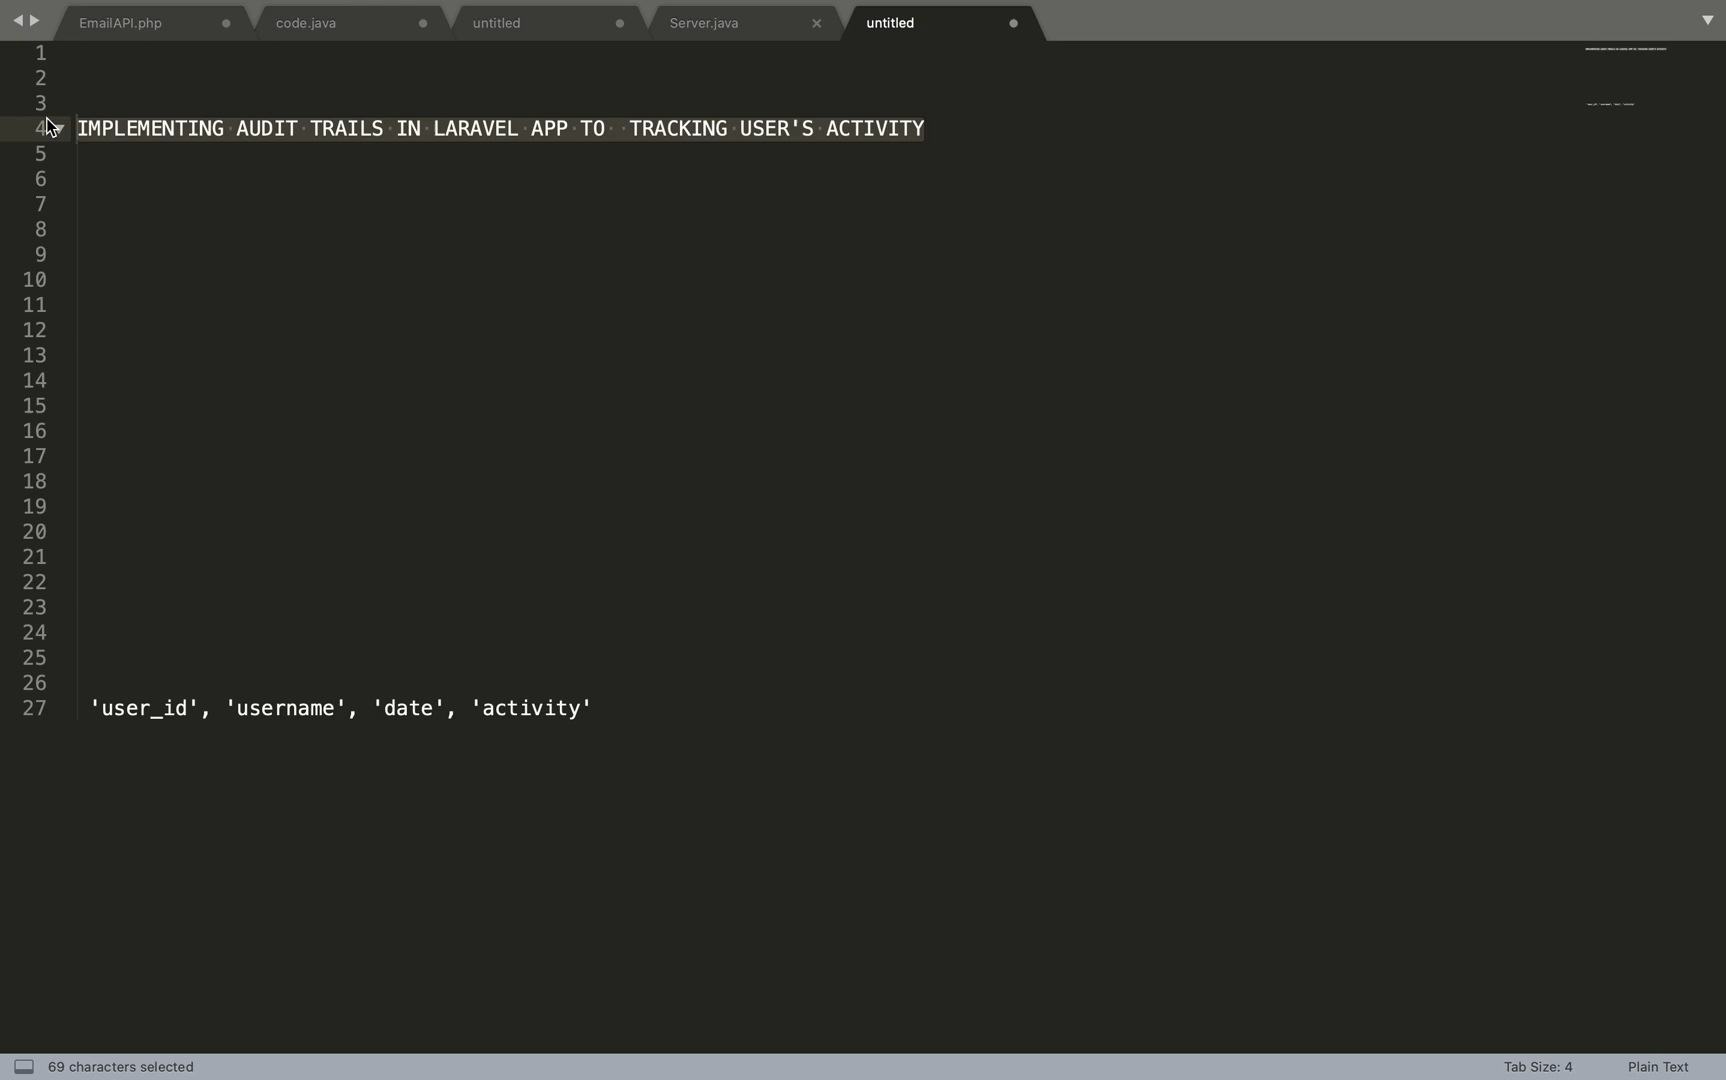 EmailAPI.php
code.java
untitled
Server.java
untitled
1
2
3
4 IMPLEMENTING AUDIT TRAILS IN LARAVEL APP TO  TRACKING USER'S ACTIVITY
5
6
7
8
9
10
11
12
13
14
15
16
17
18
19
20
21
22
23
24
25
26
27 'user_id', 'username', 'date', 'activity'
69 characters selected
Tab Size: 4
Plain Text